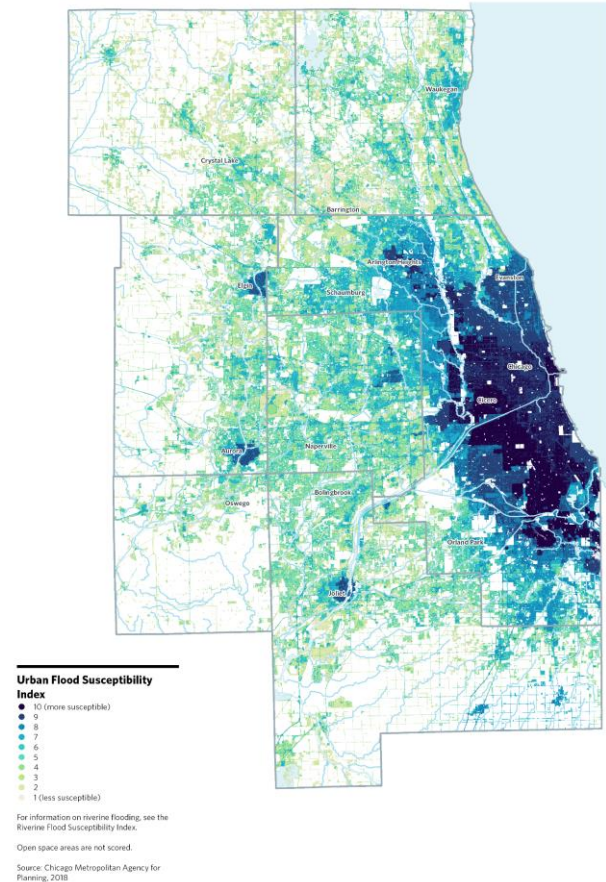 Waukegan
Crystal Lake
Barrington
Arlington Heights
Evanston
Elgin
Schaumburg
Chicago
Cicero
Aurora
Naperville
Bolingbrook
Oswego
Orland Park
Joliet
Urban Flood Susceptibility
Index
10 (more susceptible)
9
8
7
6
5
4
3
2
1 (less susceptible)
For information on riverine flooding, see the
Riverine Flood Susceptibility Index.
Open space areas are not scored.
Source: Chicago Metropolitan Agency for
Planning, 2018